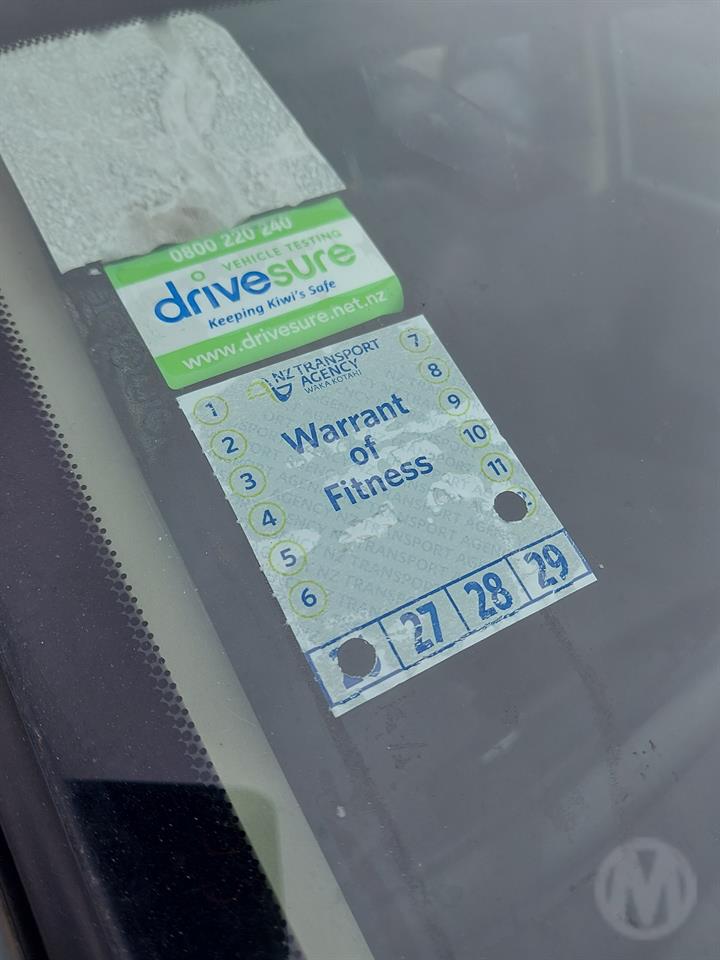 0800 220 240
VEHICLE TESTING
drivesure
Keeping Kiwi's Safe
www.drivesure.net.nz
NZ TRANSPORT
AGENCY
WAKA KOTAHI
Warrant
of
Fitness
1
2
3
4
5
6
7
8
9
10
11
27 28 29
M